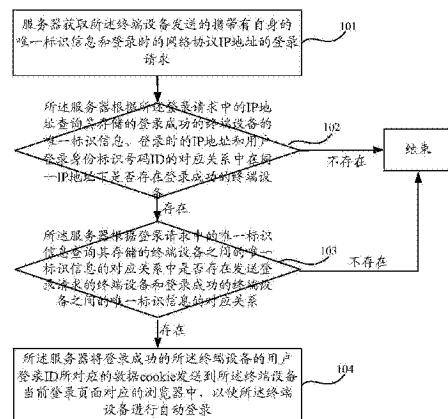 服务器获取所述终端设备发送的携带有自身的
唯一标识信息和登录时的网络协议IP地址的登录
请求
101
所述服务器根据所述登录请求中的IP地
址查询其存储的登录成功的终端设备的
唯一标识信息、登录时的IP地址和用户
登录身份标识号码ID的对应关系中在同
一IP地址下是否存在登录成功的终端设
备
102
不存在
结束
存在
所述服务器根据登录请求中的唯一标识
信息查询其存储的终端设备之间的唯一
标识信息的对应关系中是否存在发送登
录请求的终端设备和登录成功的终端设
备之间的唯一标识信息的对应关系
103
不存在
存在
所述服务器将登录成功的所述终端设备的用户
登录ID所对应的数据cookie发送到所述终端设备
当前登录页面对应的浏览器中，以使所述终端
设备进行自动登录
104